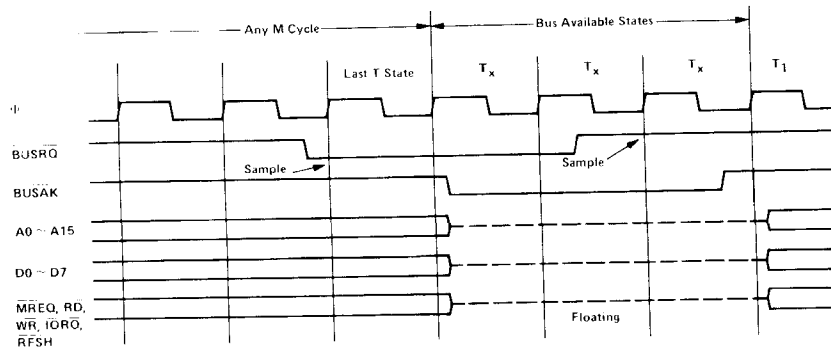 Any M Cycle
Bus Available States
Last T State
Tx
Tx
Tx
T1
Φ
BUSRQ
Sample
Sample
BUSAK
A0 ~ A15
D0 ~ D7
MREQ, RD,
WR, IORQ,
RFSH
Floating